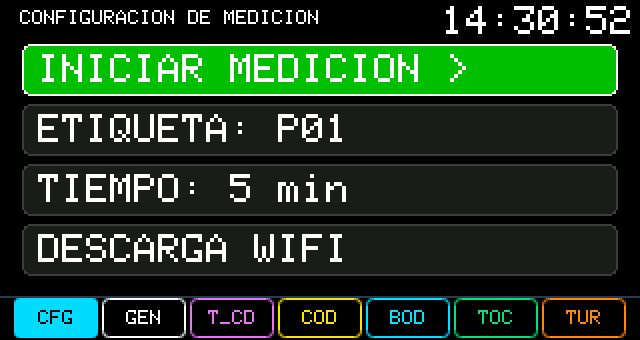 CONFIGURACION DE MEDICION 14:30:52
INICIAR MEDICION >
ETIQUETA: P01
TIEMPO: 5 min
DESCARGA WIFI
CFG GEN T_CD COD BOD TOC TUR